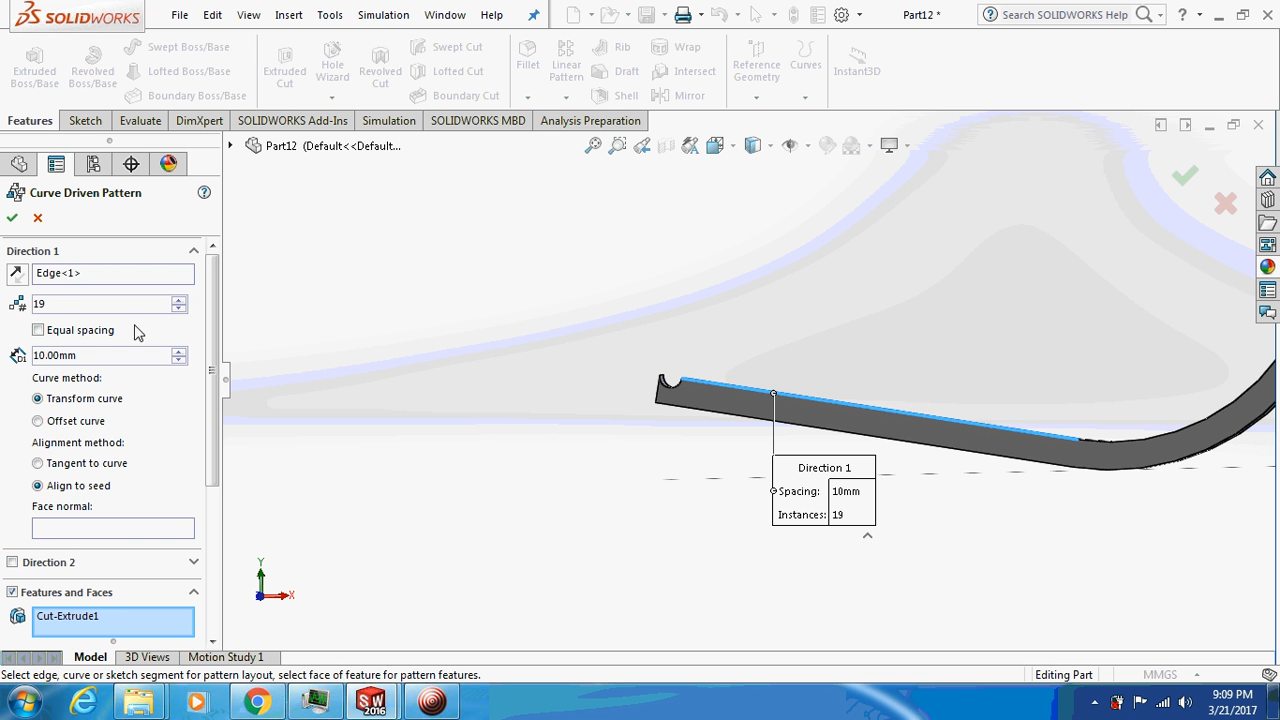 SOLIDWORKS
File Edit View Insert Tools Simulation Window Help
Part12 *
Search SOLIDWORKS Help
Extruded Boss/Base
Revolved Boss/Base
Swept Boss/Base
Lofted Boss/Base
Boundary Boss/Base
Extruded Cut
Hole Wizard
Revolved Cut
Swept Cut
Lofted Cut
Boundary Cut
Fillet
Linear Pattern
Rib
Draft
Shell
Wrap
Intersect
Mirror
Reference Geometry
Curves
Instant3D
Features Sketch Evaluate DimXpert SOLIDWORKS Add-Ins Simulation SOLIDWORKS MBD Analysis Preparation
Part12 (Default<<Default...
Curve Driven Pattern
Direction 1
Edge<1>
19
Equal spacing
10.00mm
Curve method:
Transform curve
Offset curve
Alignment method:
Tangent to curve
Align to seed
Face normal:
Direction 2
Features and Faces
Cut-Extrude1
Direction 1
Spacing: 10mm
Instances: 19
Y
X
Model 3D Views Motion Study 1
Select edge, curve or sketch segment for pattern layout, select face of feature for pattern features.
Editing Part
MMGS
SW
2016
9:09 PM
3/21/2017